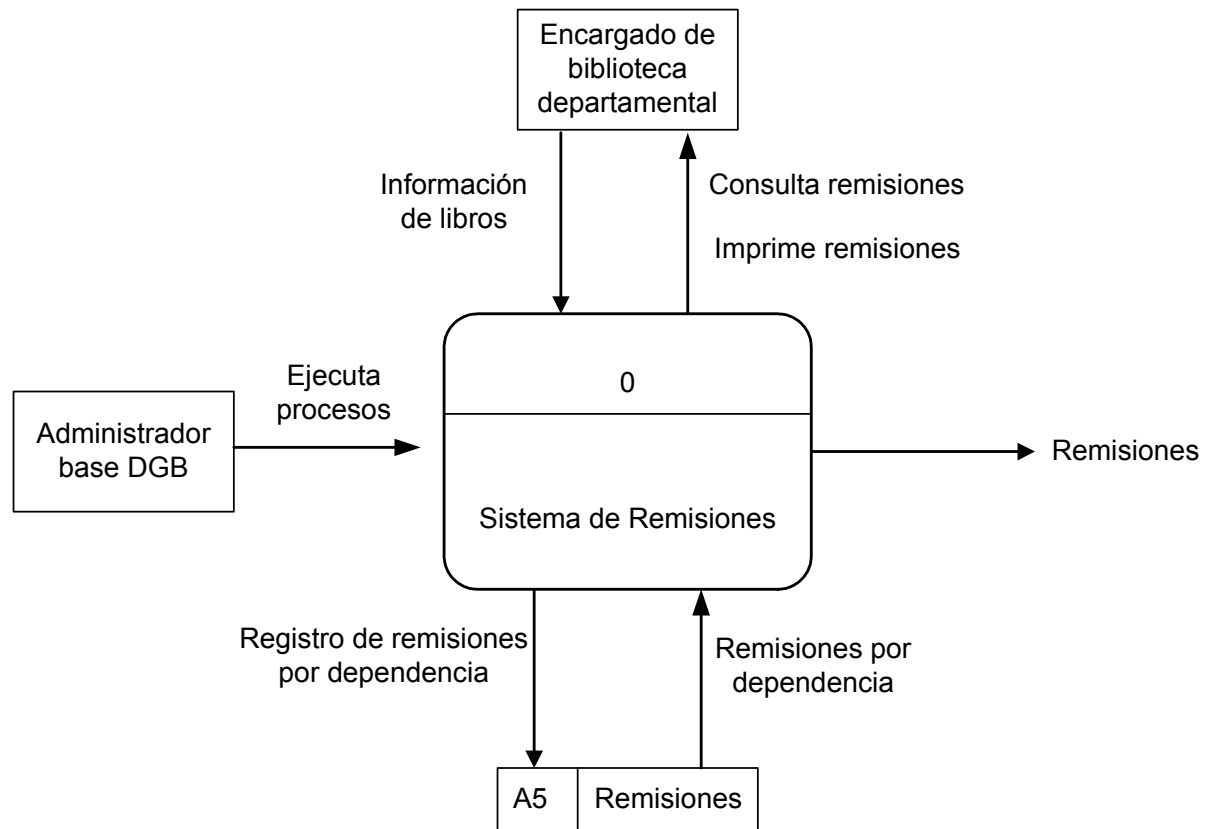 Encargado de
biblioteca
departamental
Información
de libros
Consulta remisiones
Imprime remisiones
Ejecuta
procesos
0
Administrador
base DGB
Remisiones
Sistema de Remisiones
Registro de remisiones
por dependencia
Remisiones por
dependencia
A5
Remisiones